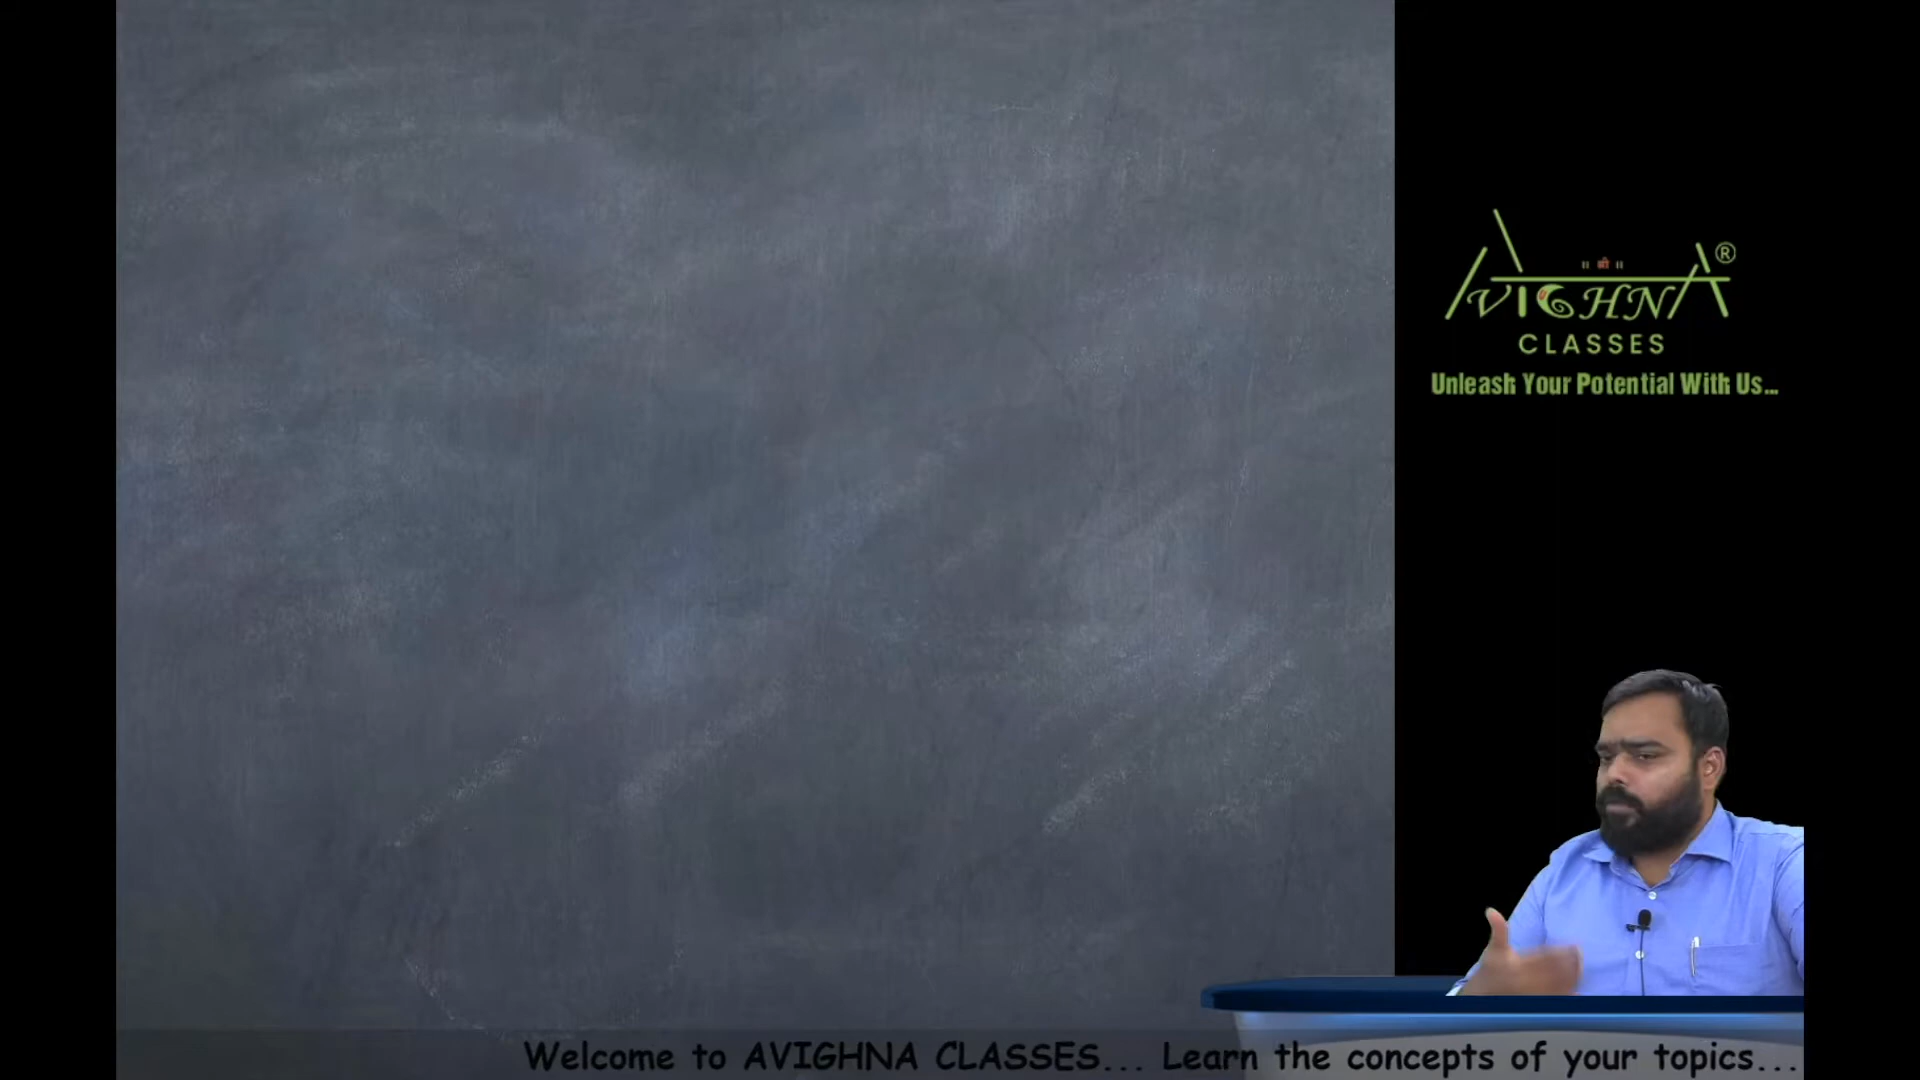 ॥ श्री ॥
AVIGHNA®
CLASSES
Unleash Your Potential With Us...
Welcome to AVIGHNA CLASSES... Learn the concepts of your topics...